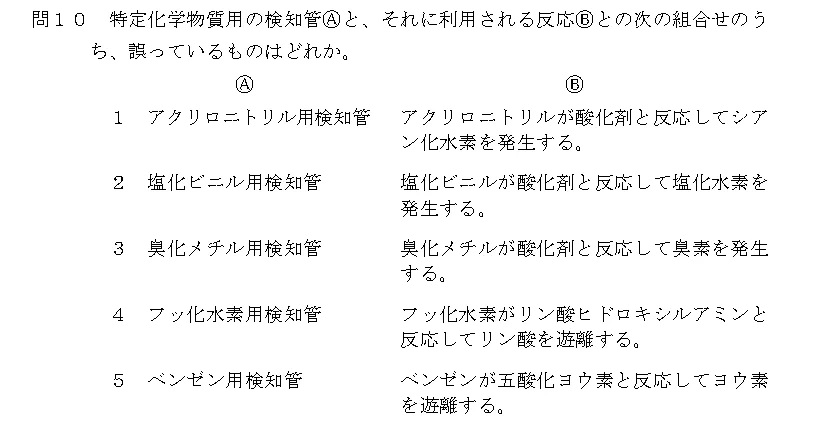 問１０　特定化学物質用の検知管Ⓐと、それに利用される反応Ⓑとの次の組合せのう
ち、誤っているものはどれか。
Ⓐ　Ⓑ
１　アクリロニトリル用検知管　アクリロニトリルが酸化剤と反応してシア
ン化水素を発生する。
２　塩化ビニル用検知管　塩化ビニルが酸化剤と反応して塩化水素を
発生する。
３　臭化メチル用検知管　臭化メチルが酸化剤と反応して臭素を発生
する。
４　フッ化水素用検知管　フッ化水素がリン酸ヒドロキシルアミンと
反応してリン酸を遊離する。
５　ベンゼン用検知管　ベンゼンが五酸化ヨウ素と反応してヨウ素
を遊離する。